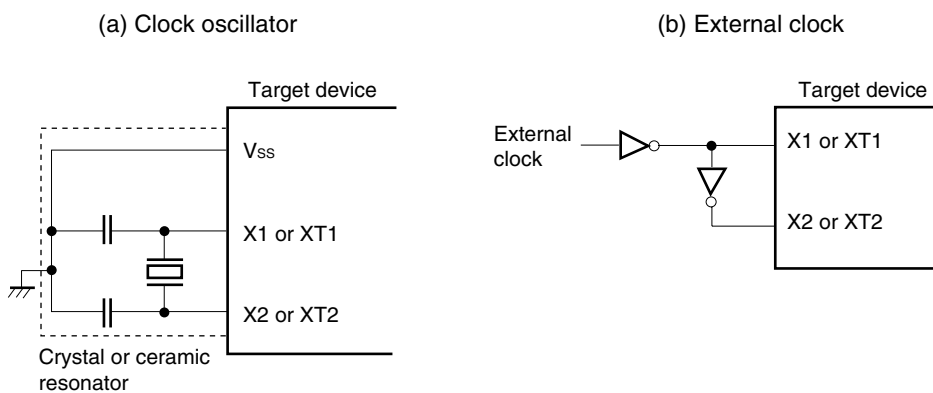 (a) Clock oscillator
Target device
VSS
X1 or XT1
X2 or XT2
Crystal or ceramic
resonator
(b) External clock
Target device
External
clock
X1 or XT1
X2 or XT2